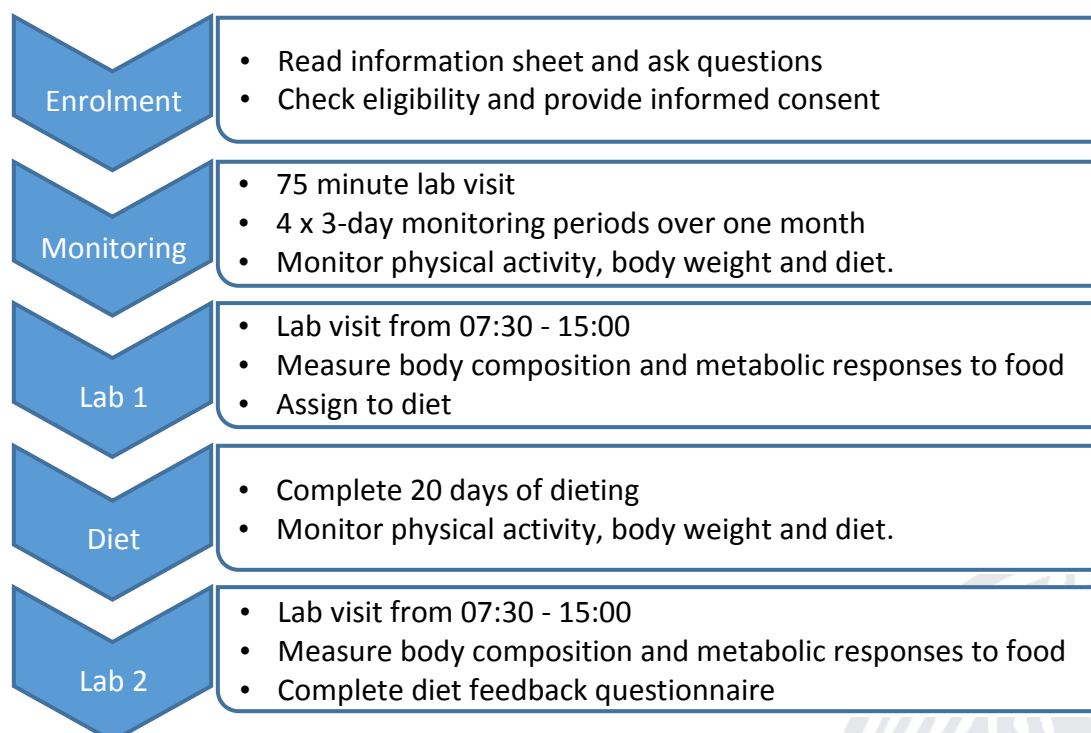 Enrolment
• Read information sheet and ask questions
• Check eligibility and provide informed consent
Monitoring
• 75 minute lab visit
• 4 x 3-day monitoring periods over one month
• Monitor physical activity, body weight and diet.
Lab 1
• Lab visit from 07:30 - 15:00
• Measure body composition and metabolic responses to food
• Assign to diet
Diet
• Complete 20 days of dieting
• Monitor physical activity, body weight and diet.
Lab 2
• Lab visit from 07:30 - 15:00
• Measure body composition and metabolic responses to food
• Complete diet feedback questionnaire